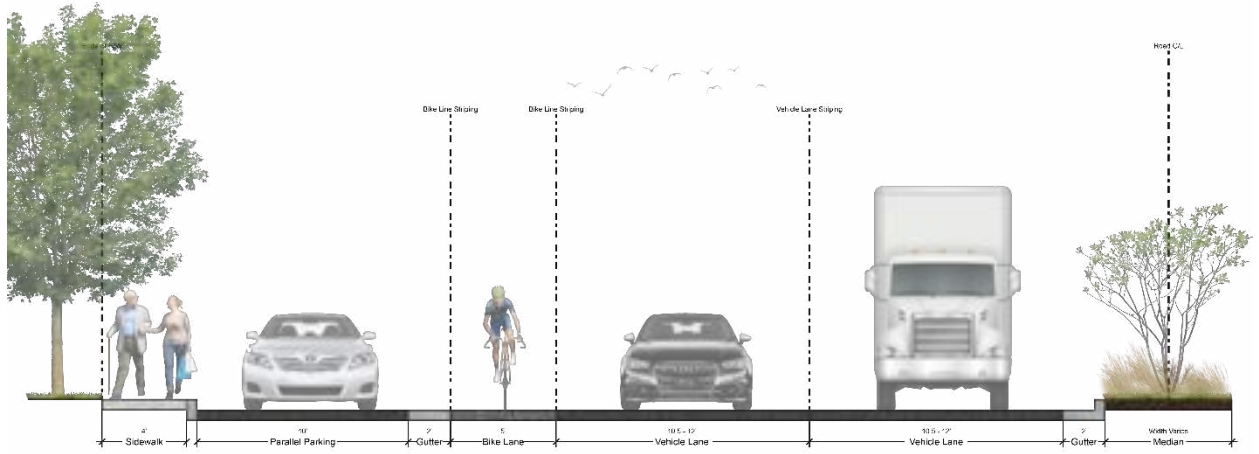 Road C/L
Bike Line Striping
Bike Line Striping
Vehicle Lane Striping
4'
10'
2'
5'
10.5 - 12'
10.5 - 12'
2'
Width Varies
Sidewalk
Parallel Parking
Gutter
Bike Lane
Vehicle Lane
Vehicle Lane
Gutter
Median